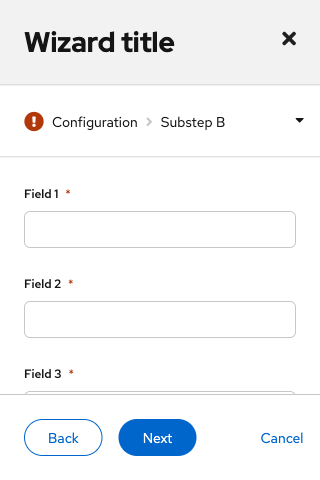 Wizard title
Configuration > Substep B
Field 1 *
Field 2 *
Field 3 *
Back Next Cancel